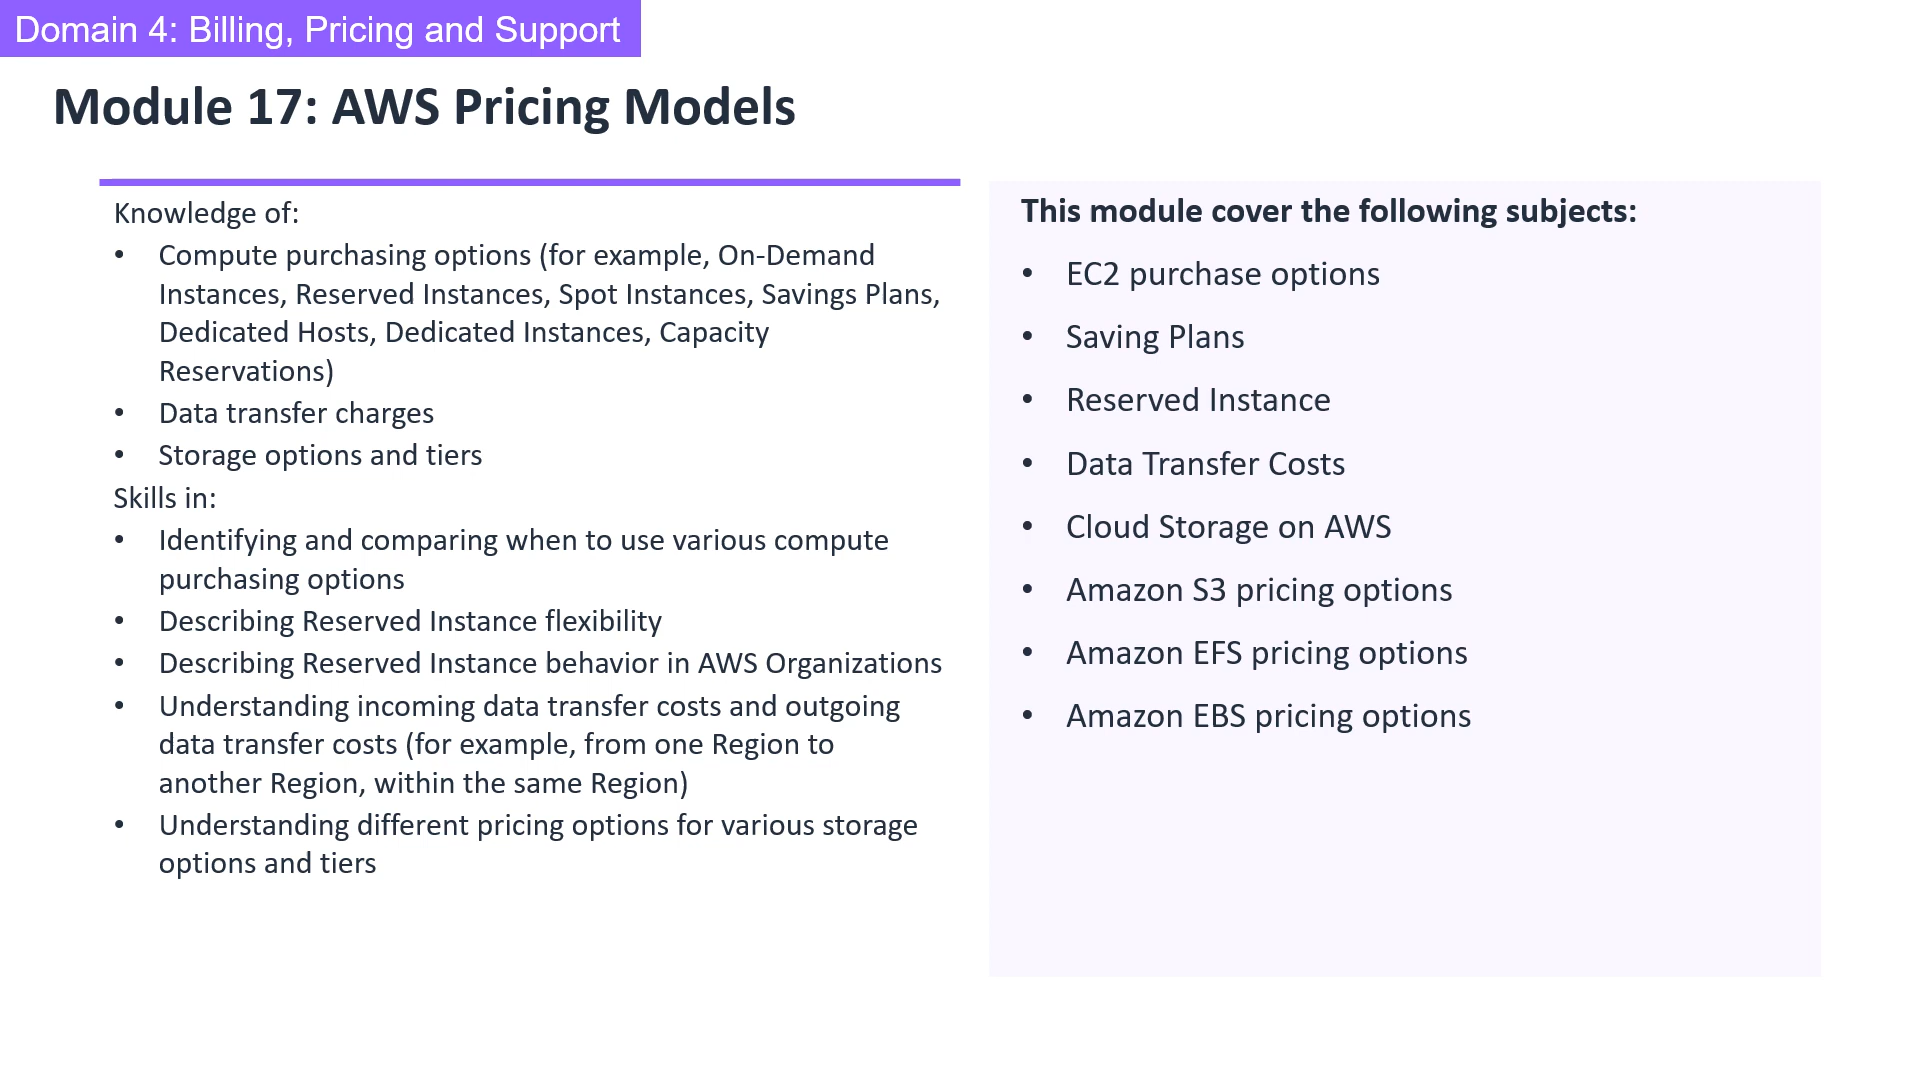 Domain 4: Billing, Pricing and Support
Module 17: AWS Pricing Models
Knowledge of:
• Compute purchasing options (for example, On-Demand
Instances, Reserved Instances, Spot Instances, Savings Plans,
Dedicated Hosts, Dedicated Instances, Capacity
Reservations)
• Data transfer charges
• Storage options and tiers
Skills in:
• Identifying and comparing when to use various compute
purchasing options
• Describing Reserved Instance flexibility
• Describing Reserved Instance behavior in AWS Organizations
• Understanding incoming data transfer costs and outgoing
data transfer costs (for example, from one Region to
another Region, within the same Region)
• Understanding different pricing options for various storage
options and tiers
This module cover the following subjects:
• EC2 purchase options
• Saving Plans
• Reserved Instance
• Data Transfer Costs
• Cloud Storage on AWS
• Amazon S3 pricing options
• Amazon EFS pricing options
• Amazon EBS pricing options